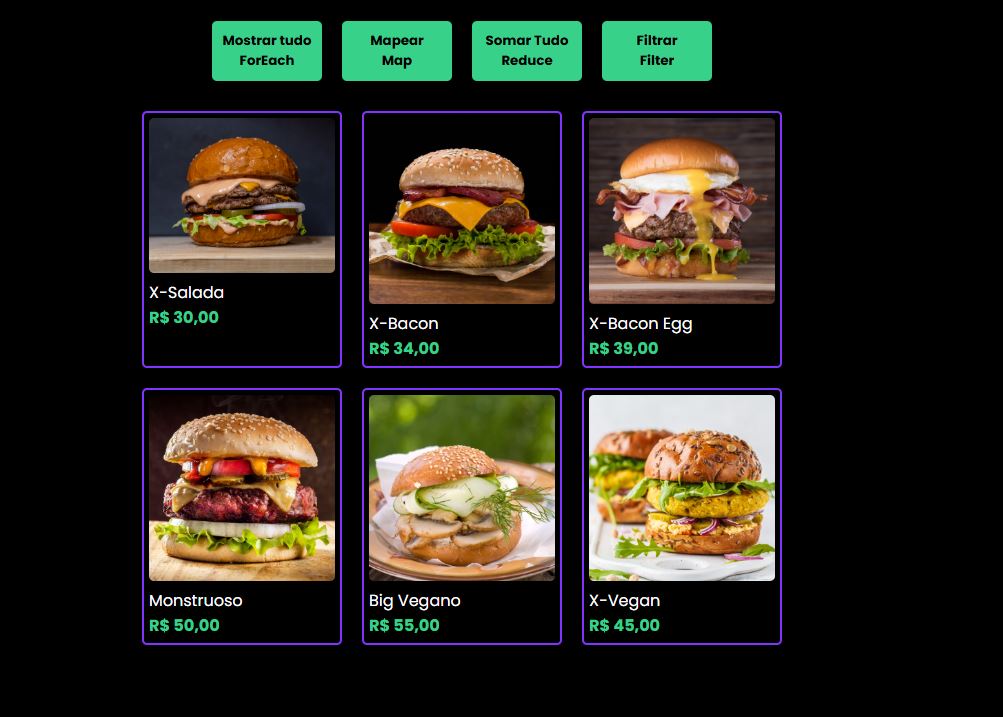 Mostrar tudo
ForEach
Mapear
Map
Somar Tudo
Reduce
Filtrar
Filter
X-Salada
R$ 30,00
X-Bacon
R$ 34,00
X-Bacon Egg
R$ 39,00
Monstruoso
R$ 50,00
Big Vegano
R$ 55,00
X-Vegan
R$ 45,00